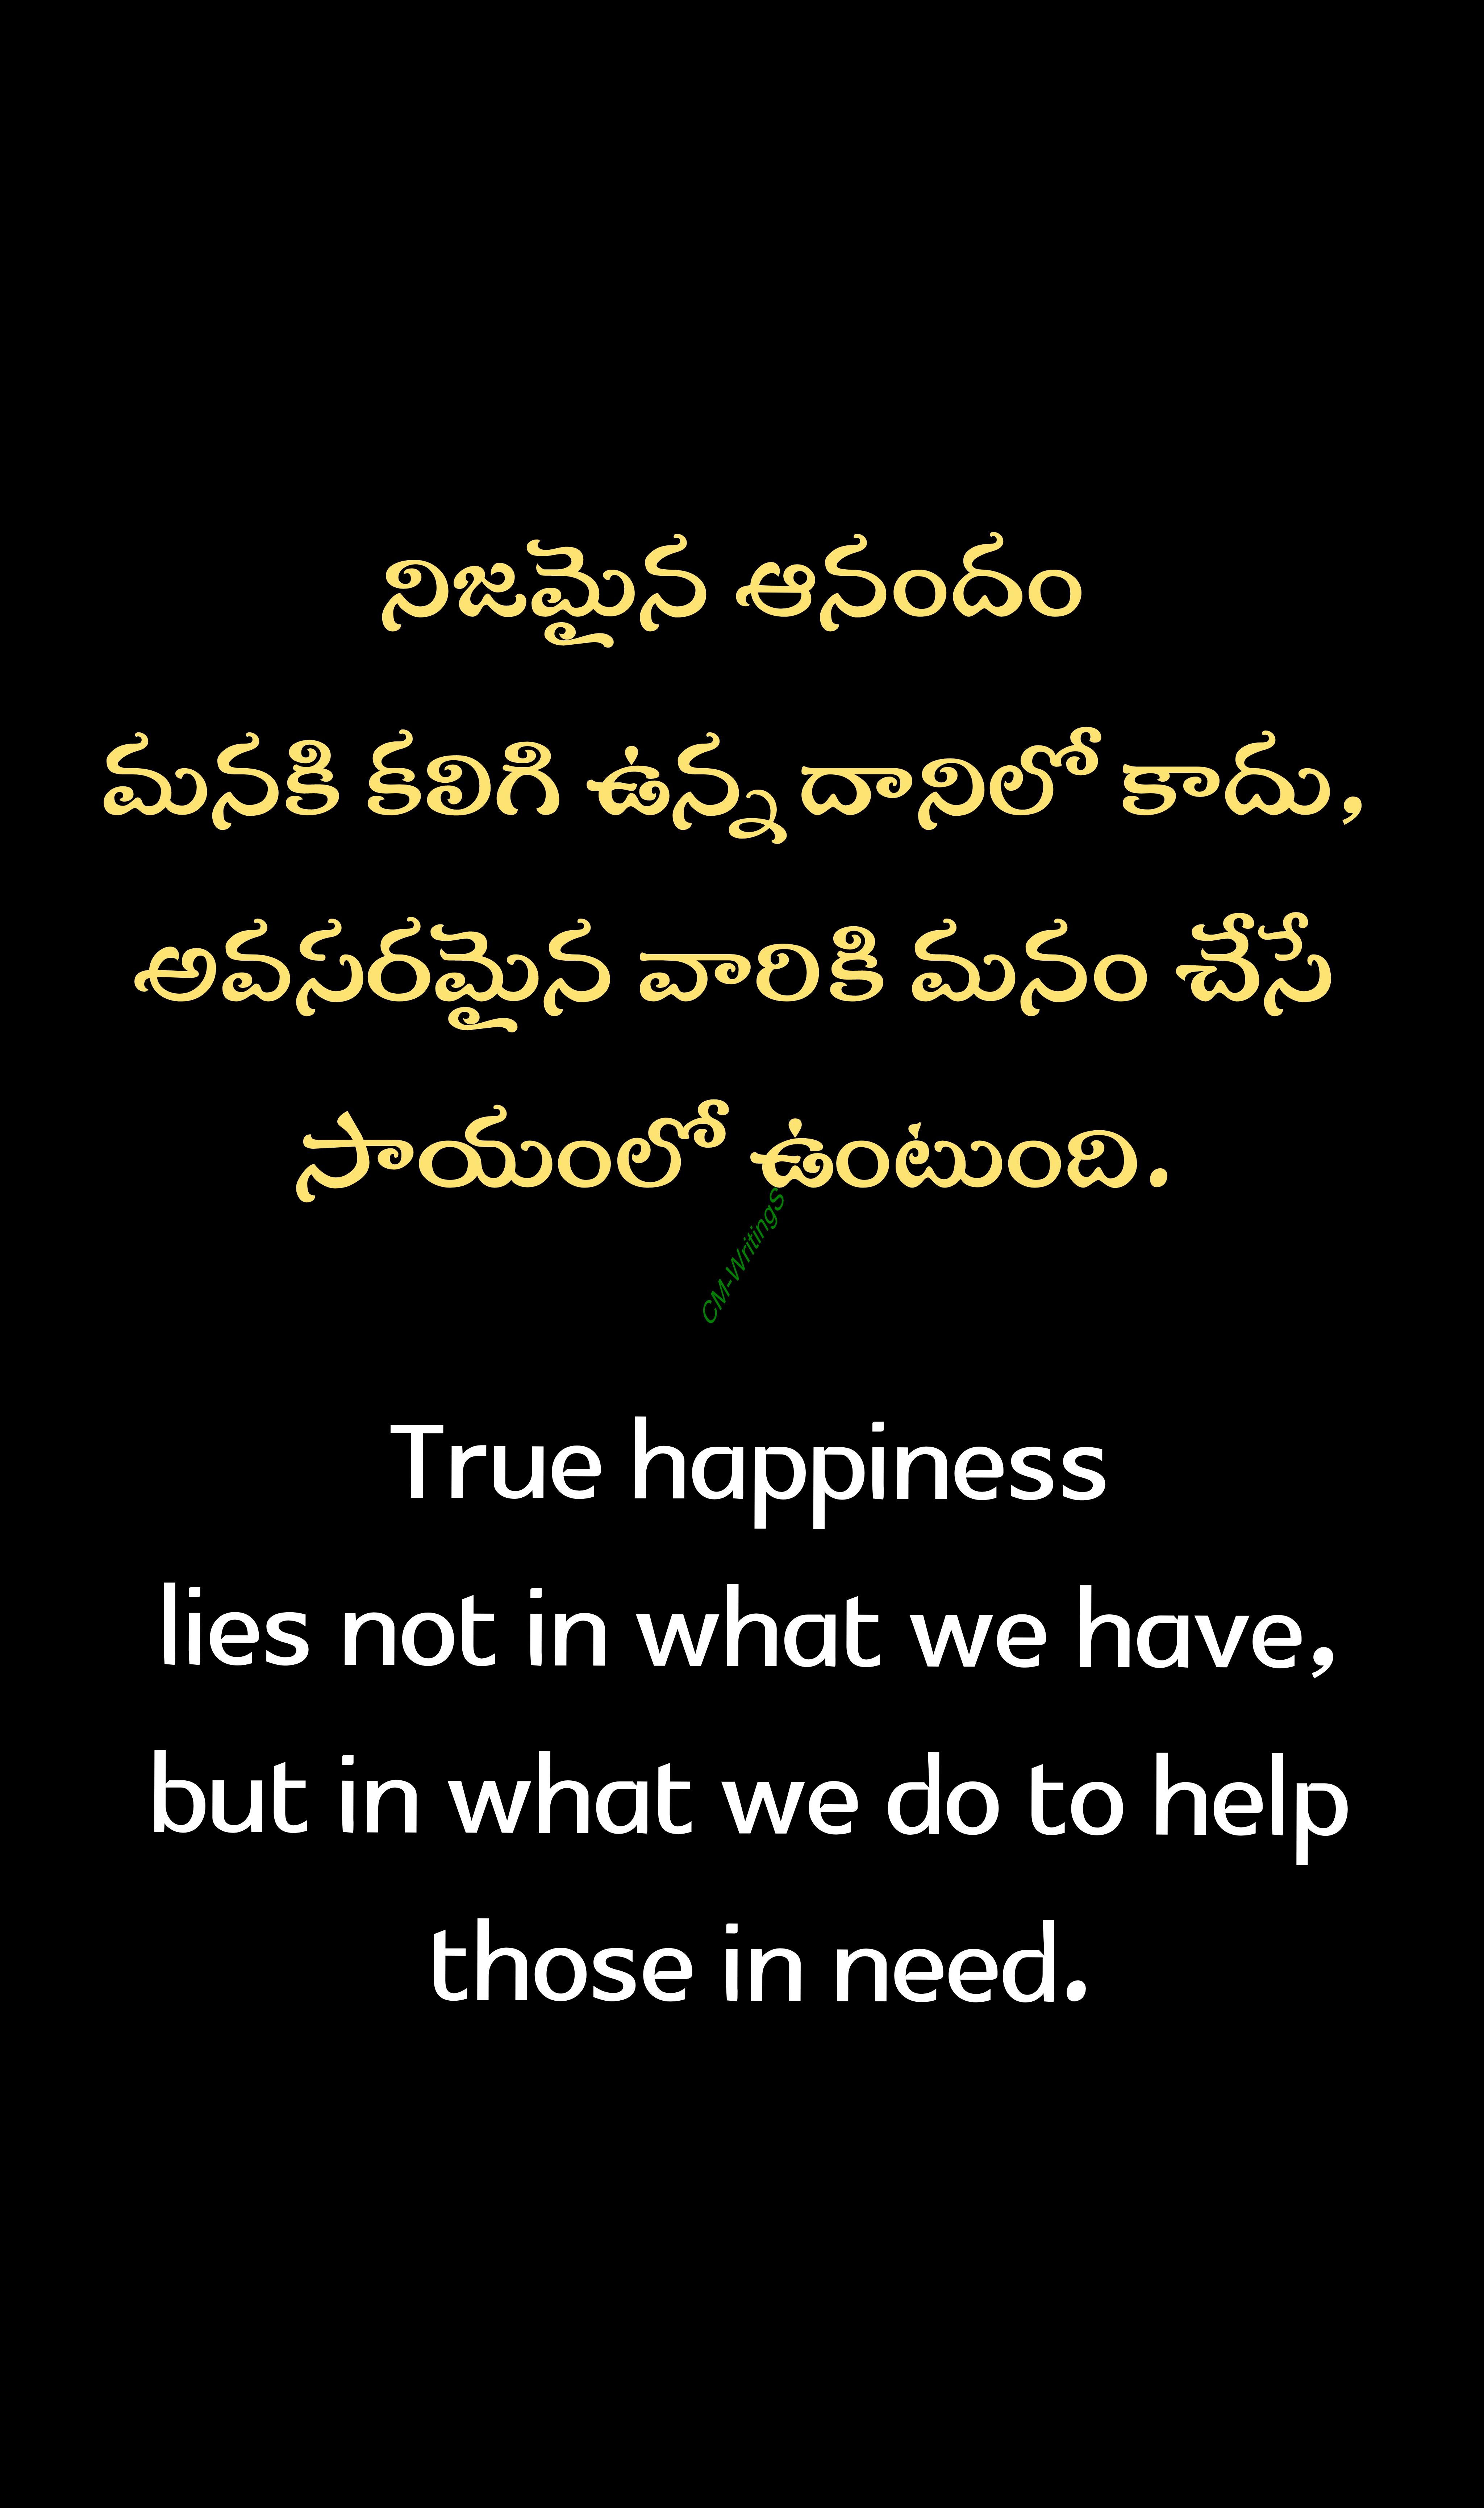 నిజమైన ఆనందం
మనకి కలిగి ఉన్న దానిలో కాదు,
అవసరమైన వారికి మనం చేసే
సాయంలో ఉంటుంది.
CM-Writings
True happiness
lies not in what we have,
but in what we do to help
those in need.